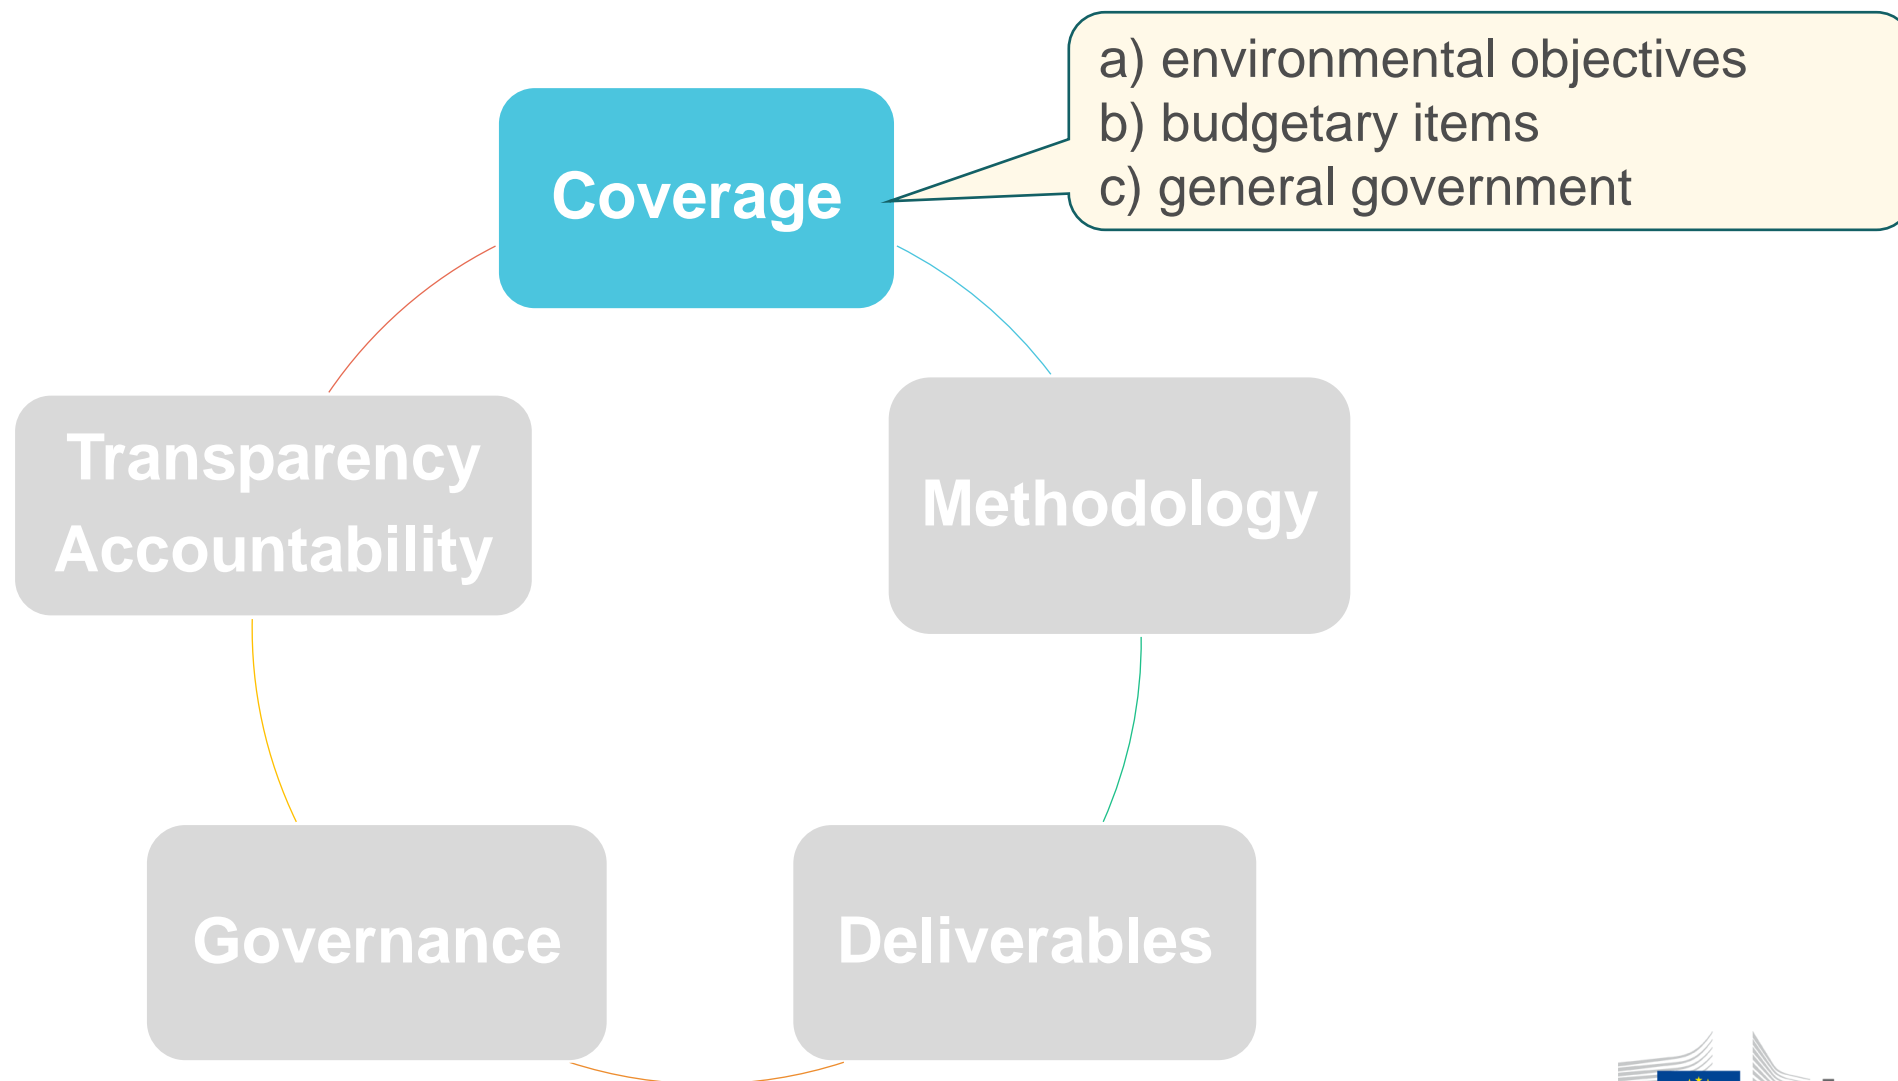 a) environmental objectives
b) budgetary items
c) general government
Coverage
Transparency
Accountability
Methodology
Governance
Deliverables